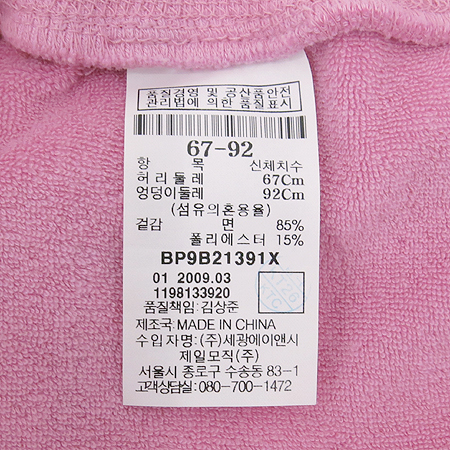 품질경영 및 공산품안전
관리법에 의한 품질표시
67-92
항 목 신체치수
허리둘레 67Cm
엉덩이둘레 92Cm
(섬유의혼용율)
겉감 면 85%
폴리에스터 15%
BP9B21391X
01 2009.03
1198133920
품질책임:김상준
제조국:MADE IN CHINA
수입자명:(주)세광에이앤시
제일모직(주)
서울시 종로구 수송동 83-1
고객상담실:080-700-1472